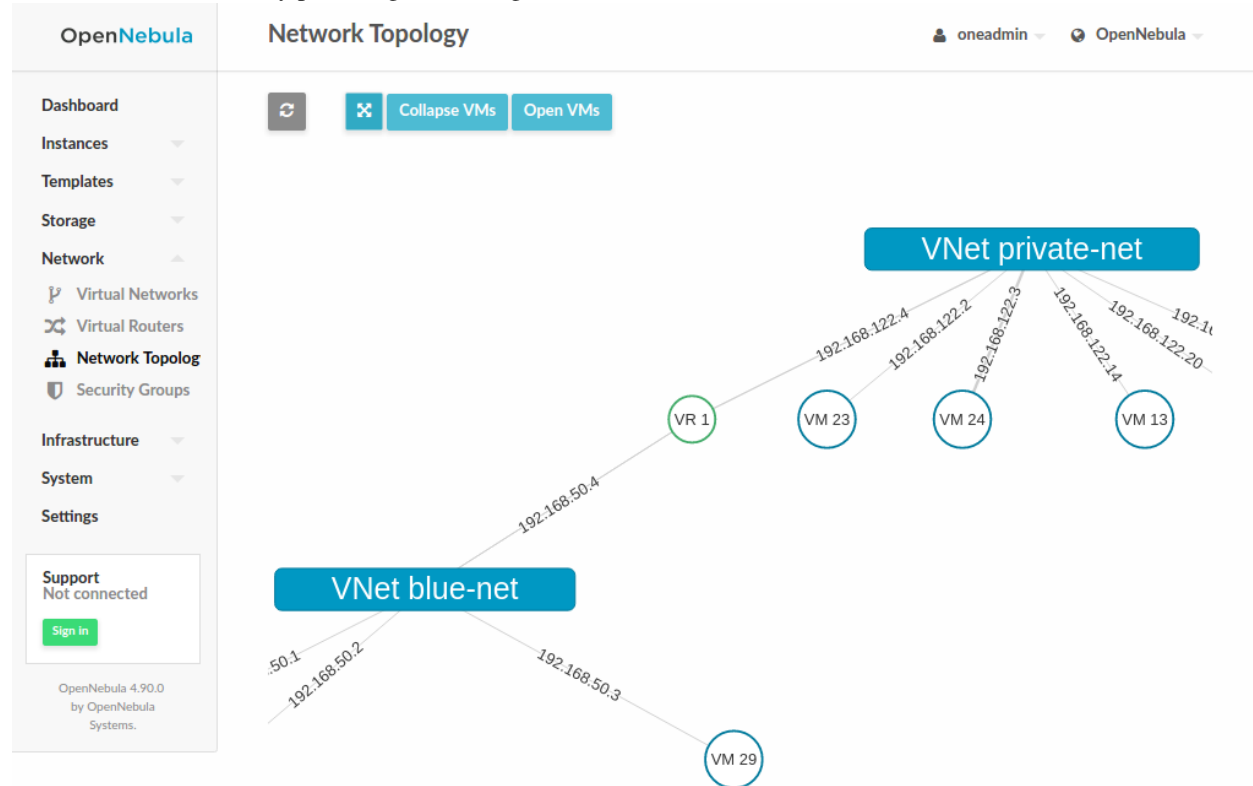 OpenNebula
Network Topology
oneadmin
OpenNebula
Dashboard
Instances
Templates
Storage
Network
Virtual Networks
Virtual Routers
Network Topolog
Security Groups
Infrastructure
System
Settings
Support
Not connected
Sign in
OpenNebula 4.90.0
by OpenNebula
Systems.
Collapse VMs
Open VMs
VNet private-net
192.168.122.4
192.168.122.2
192.168.122.3
192.168.122.14
192.168.122.20
VR 1
VM 23
VM 24
VM 13
192.168.50.4
VNet blue-net
.50.1
192.168.50.2
192.168.50.3
VM 29